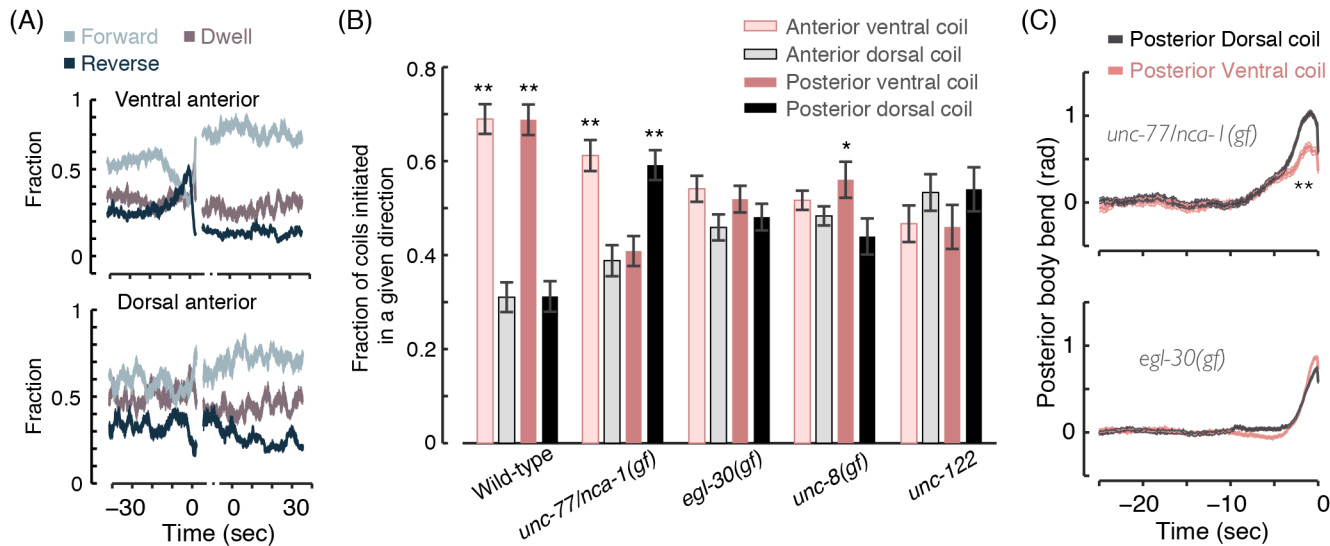 (A)
Forward
Dwell
Reverse
Ventral anterior
Fraction
1
0.5
0
Dorsal anterior
Fraction
1
0.5
0
−30
0
0
30
Time (sec)
(B)
Anterior ventral coil
Anterior dorsal coil
Posterior ventral coil
Posterior dorsal coil
Fraction of coils initiated
in a given direction
0.8
0.6
0.4
0.2
0
**
**
**
**
*
Wild-type
unc-77/nca-1(gf)
egl-30(gf)
unc-8(gf)
unc-122
(C)
Posterior Dorsal coil
Posterior Ventral coil
Posterior body bend (rad)
unc-77/nca-1(gf)
1
0
**
egl-30(gf)
1
0
−20
−10
0
Time (sec)